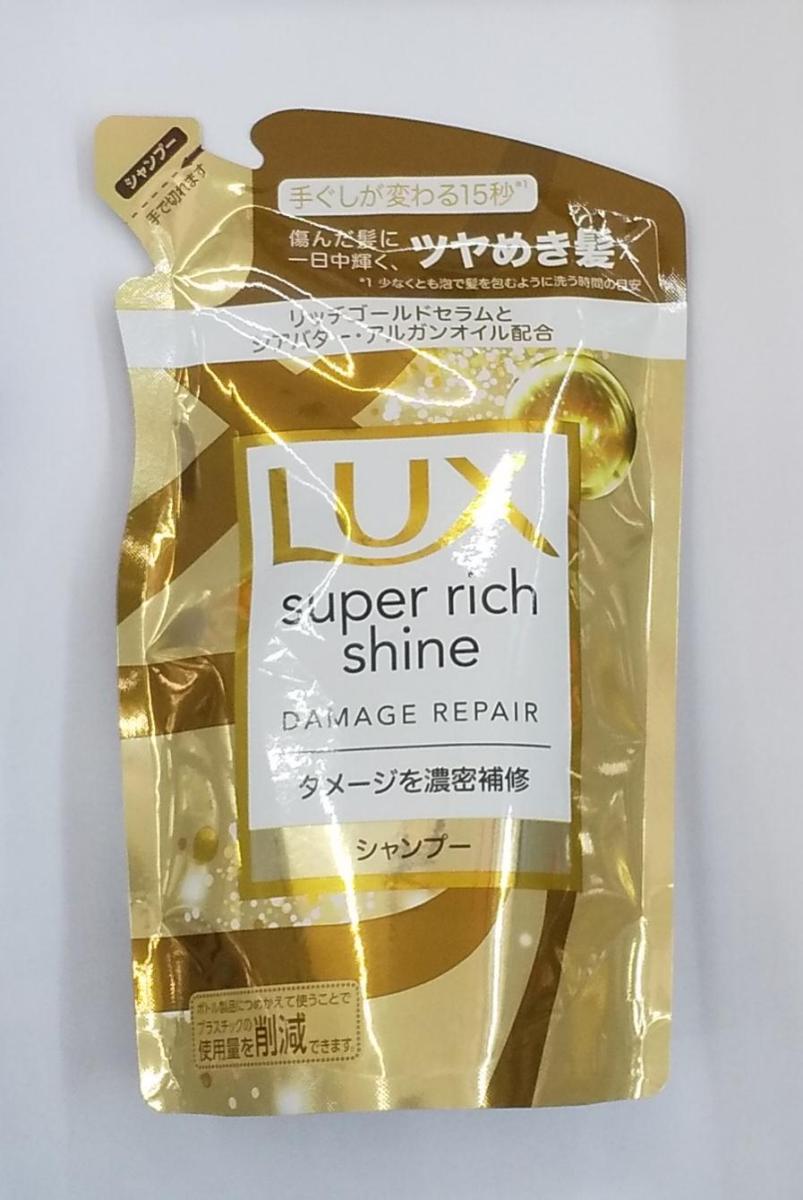 シャンプー
手で切れます
手ぐしが変わる15秒*1
傷んだ髪に
一日中輝く、ツヤめき髪へ
*1 少なくとも泡で髪を包むように洗う時間の目安
リッチゴールドセラムと
シアバター・アルガンオイル配合
LUX
super rich
shine
DAMAGE REPAIR
ダメージを濃密補修
シャンプー
ボトル製品につめかえて使うことで
プラスチックの
使用量を削減できます。